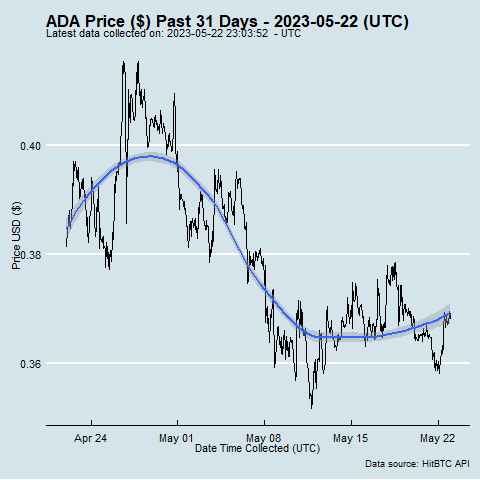 ADA Price ($) Past 31 Days - 2023-05-22 (UTC)
Latest data collected on: 2023-05-22 23:03:52 - UTC
Price USD ($)
0.40
0.38
0.36
Apr 24
May 01
May 08
May 15
May 22
Date Time Collected (UTC)
Data source: HitBTC API